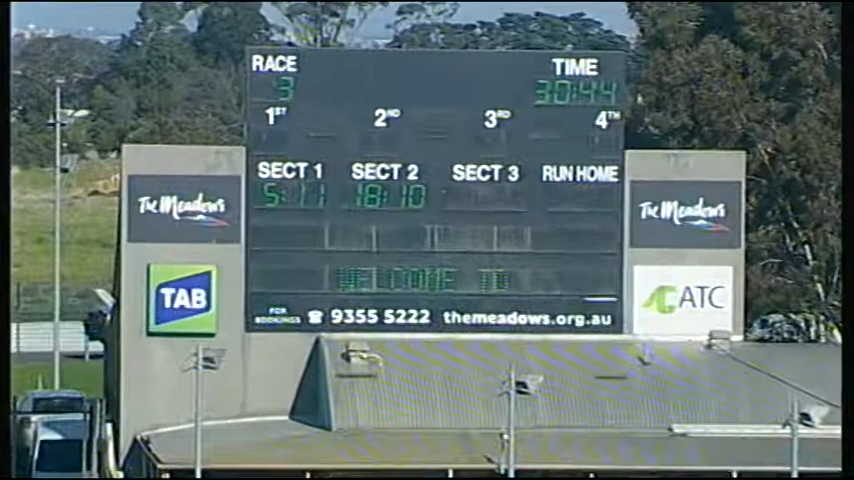 RACE TIME
3 30:44
1ST 2ND 3RD 4TH
SECT 1 SECT 2 SECT 3 RUN HOME
5:11 18:10
The Meadows
The Meadows
WELCOME TO
TAB
ATC
FOR BOOKINGS ☎ 9355 5222 themeadows.org.au